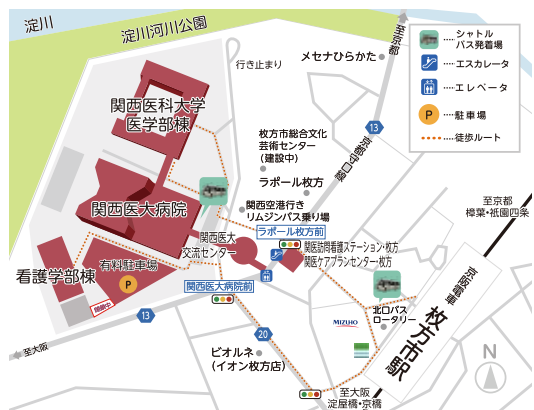 淀川
淀川河川公園
至京都
シャトル
バス発着場
エスカレータ
エレベータ
P
駐車場
徒歩ルート
行き止まり
メセナひらかた
関西医科大学
医学部棟
13
京都守口線
枚方市総合文化
芸術センター
(建設中)
ラポール枚方
関西空港行き
リムジンバス乗り場
関西医大病院
関西医大
交流センター
ラポール枚方前
関医訪問看護ステーション・枚方
関医ケアプランセンター・枚方
至京都
樟葉・祇園四条
京阪電車
枚方市駅
看護学部棟
有料駐車場
P
関西医大病院前
北口バス
ロータリー
MIZUHO
13
至大阪
20
ビオルネ
(イオン枚方店)
至大阪
淀屋橋・京橋
N